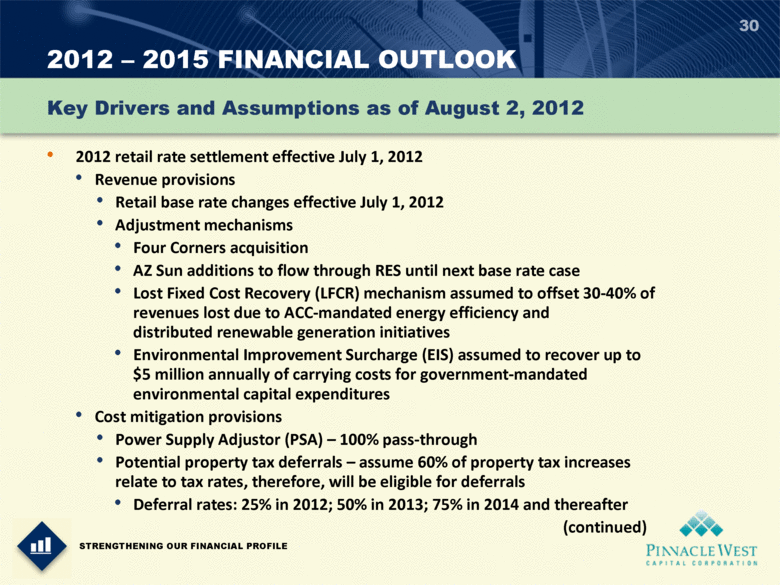 30
2012 – 2015 FINANCIAL OUTLOOK
Key Drivers and Assumptions as of August 2, 2012
• 2012 retail rate settlement effective July 1, 2012
• Revenue provisions
• Retail base rate changes effective July 1, 2012
• Adjustment mechanisms
• Four Corners acquisition
• AZ Sun additions to flow through RES until next base rate case
• Lost Fixed Cost Recovery (LFCR) mechanism assumed to offset 30-40% of
revenues lost due to ACC-mandated energy efficiency and
distributed renewable generation initiatives
• Environmental Improvement Surcharge (EIS) assumed to recover up to
$5 million annually of carrying costs for government-mandated
environmental capital expenditures
• Cost mitigation provisions
• Power Supply Adjustor (PSA) – 100% pass-through
• Potential property tax deferrals – assume 60% of property tax increases
relate to tax rates, therefore, will be eligible for deferrals
• Deferral rates: 25% in 2012; 50% in 2013; 75% in 2014 and thereafter
(continued)
STRENGTHENING OUR FINANCIAL PROFILE
PINNACLE WEST
CAPITAL CORPORATION